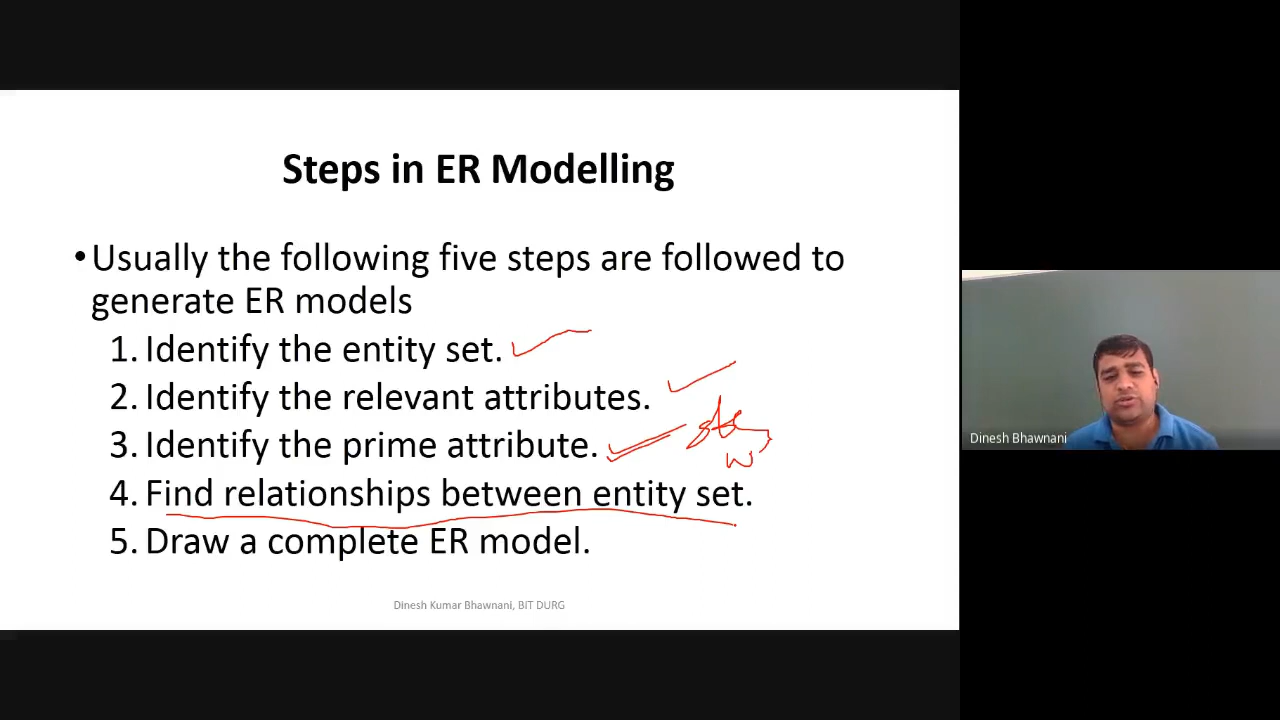 Steps in ER Modelling
•Usually the following five steps are followed to
generate ER models
1. Identify the entity set.
2. Identify the relevant attributes.
3. Identify the prime attribute.
4. Find relationships between entity set.
5. Draw a complete ER model.
Dinesh Kumar Bhawnani, BIT DURG
Dinesh Bhawnani